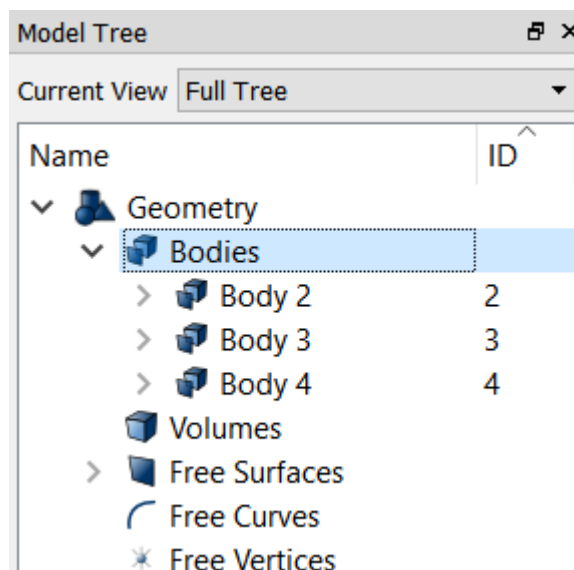 Model Tree
Current View Full Tree
Name ID
Geometry
Bodies
Body 2 2
Body 3 3
Body 4 4
Volumes
Free Surfaces
Free Curves
Free Vertices